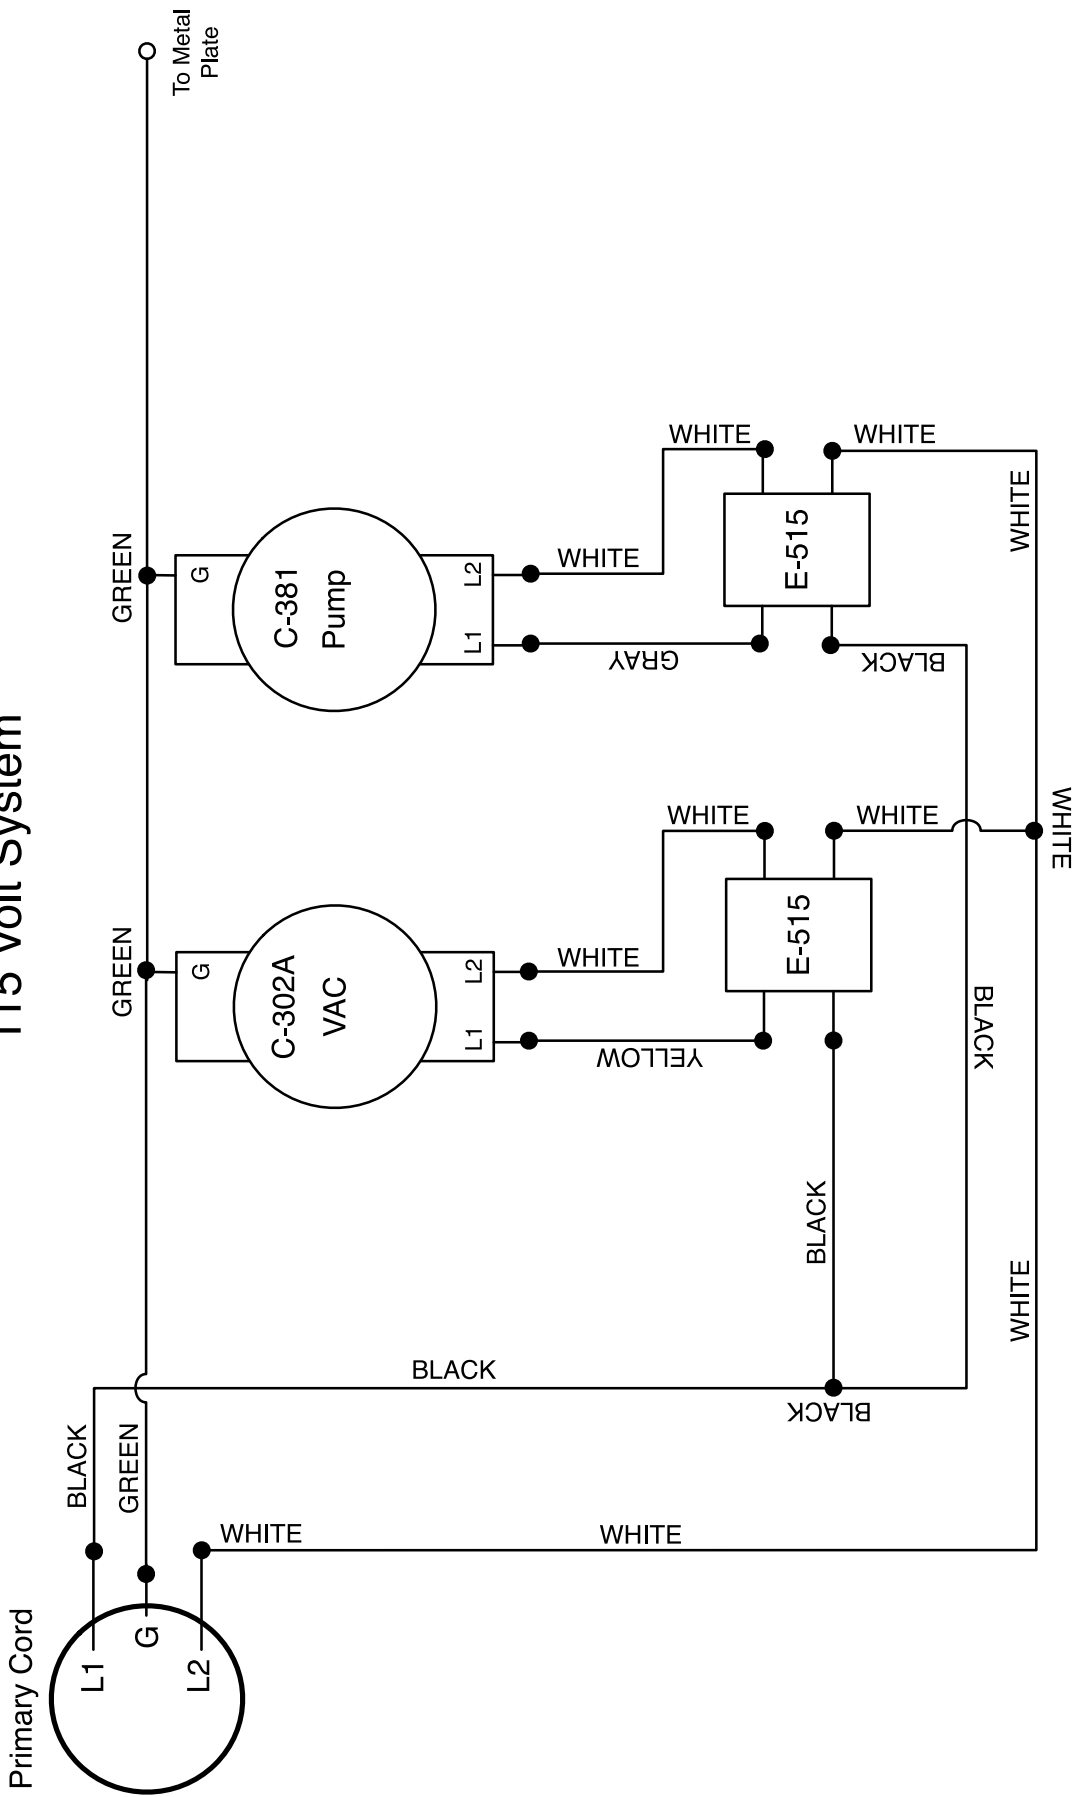 115 Volt System
Primary Cord
BLACK
L1
GREEN
GREEN
GREEN
G
To Metal
Plate
L2
G
G
WHITE
C-302A
VAC
C-381
Pump
BLACK
L1
L2
L1
L2
WHITE
YELLOW
WHITE
GRAY
WHITE
WHITE
WHITE
E-515
E-515
BLACK
BLACK
WHITE
BLACK
WHITE
BLACK
WHITE
WHITE
WHITE